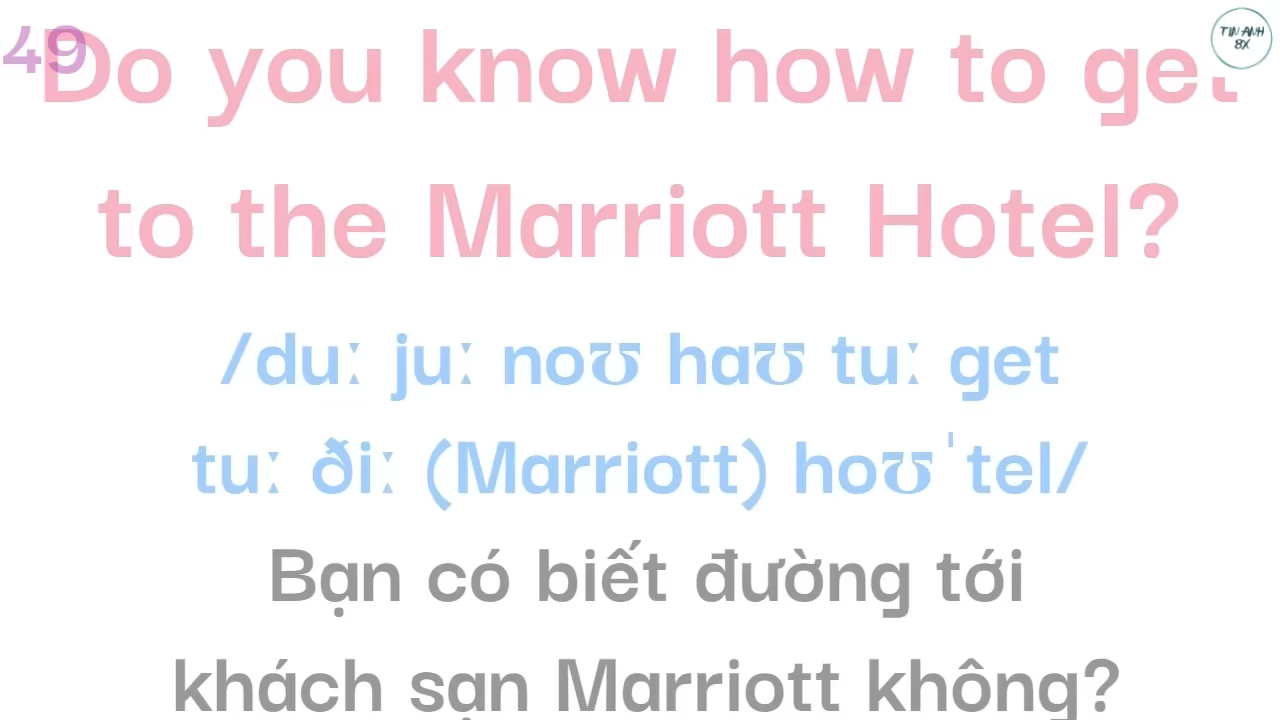 49
Do you know how to get
to the Marriott Hotel?
/duː juː noʊ haʊ tuː get
tuː ðiː (Marriott) hoʊˈtel/
Bạn có biết đường tới
khách sạn Marriott không?
TIN ANH
8X